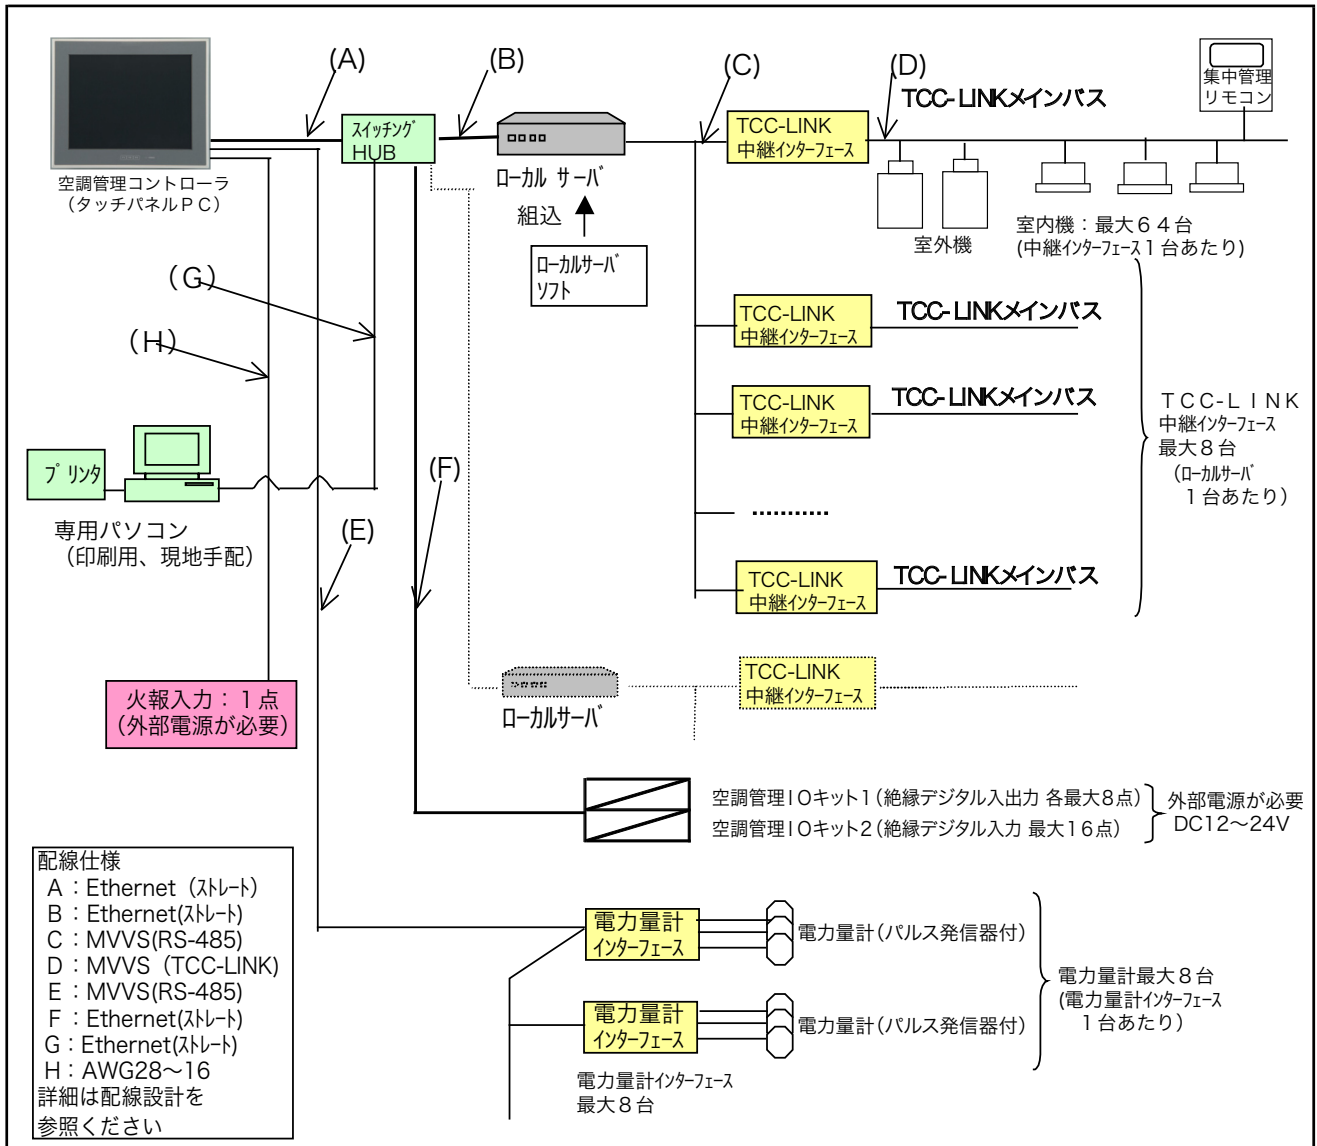 (A)
(B)
(C)
(D)
TCC-LINKメインバス
集中管理
リモコン
スイッチング
HUB
TCC-LINK
中継インターフェース
空調管理コントローラ
(タッチパネルPC)
ローカル サーバ
組込
ローカルサーバ
ソフト
室外機
室内機：最大64台
(中継インターフェース1台あたり)
(G)
(H)
TCC-LINK
中継インターフェース
TCC-LINKメインバス
TCC-LINK
中継インターフェース
TCC-LINKメインバス
TCC-LINK
中継インターフェース
最大8台
(ローカルサーバ
1台あたり)
プリンタ
専用パソコン
(印刷用、現地手配)
(E)
(F)
...........
TCC-LINK
中継インターフェース
TCC-LINKメインバス
火報入力：1点
(外部電源が必要)
ローカルサーバ
TCC-LINK
中継インターフェース
空調管理IOキット1(絶縁デジタル入出力 各最大8点)
空調管理IOキット2(絶縁デジタル入力 最大16点)
外部電源が必要
DC12～24V
配線仕様
A：Ethernet (ストレート)
B：Ethernet(ストレート)
C：MVVS(RS-485)
D：MVVS (TCC-LINK)
E：MVVS(RS-485)
F：Ethernet(ストレート)
G：Ethernet(ストレート)
H：AWG28～16
詳細は配線設計を
参照ください
電力量計
インターフェース
電力量計(パルス発信器付)
電力量計
インターフェース
電力量計(パルス発信器付)
電力量計インターフェース
最大8台
電力量計最大8台
(電力量計インターフェース
1台あたり)